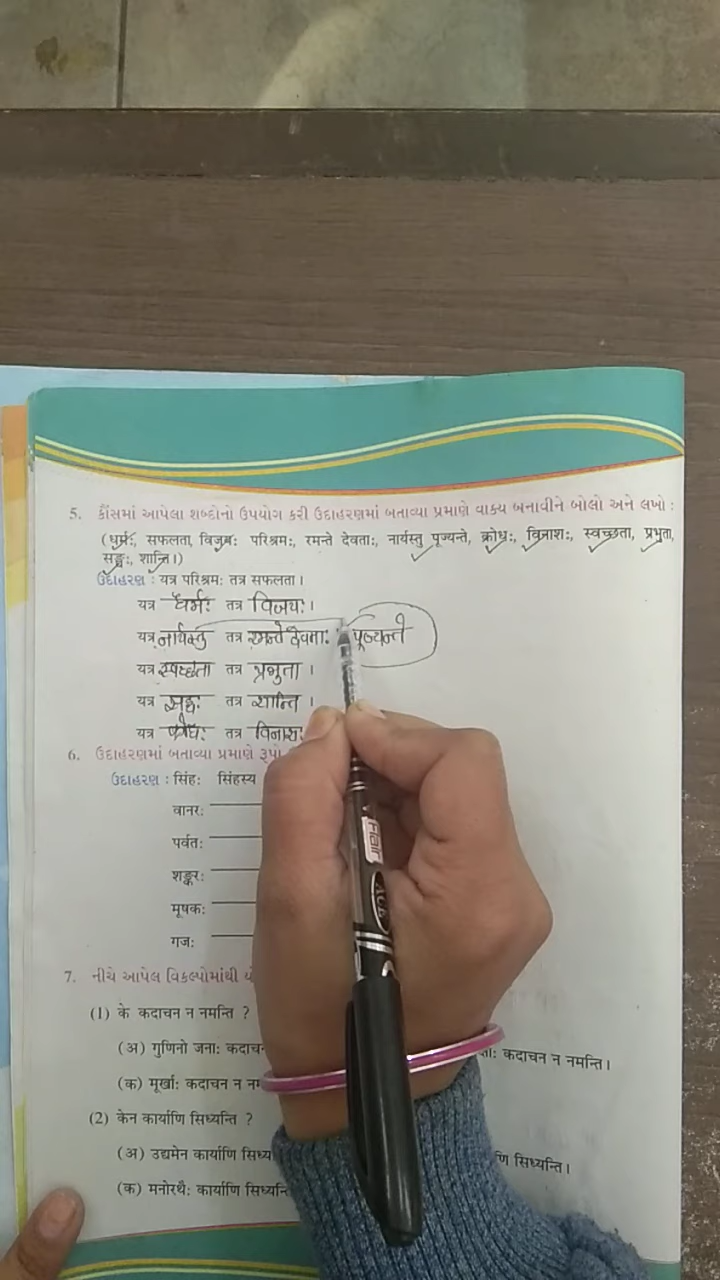 5. કૌંસમાં આપેલા શબ્દોનો ઉપયોગ કરી ઉદાહરણમાં બતાવ્યા પ્રમાણે વાક્ય બનાવીને બોલો અને લખો :
(धर्मः, सफलता, विजयः परिश्रमः, रमन्ते देवताः, नार्यस्तु पूज्यन्ते, क्रोधः, विनाशः, स्वच्छता, प्रभुता,
सङ्घः, शान्ति।)
ઉદાહરણ : यत्र परिश्रमः तत्र सफलता।
यत्र धर्मः तत्र विजयः।
यत्र नार्यस्तु तत्र रमन्ते देवताः पूज्यन्ते
यत्र स्वच्छता तत्र प्रभुता ।
यत्र सङ्घः तत्र शान्ति ।
यत्र क्रोधः तत्र विनाशः
6. ઉદાહરણમાં બતાવ્યા પ્રમાણે રૂપો
ઉદાહરણ : सिंहः सिंहस्य
वानरः
पर्वतः
शङ्करः
मूषकः
गजः
7. નીચે આપેલ વિકલ્પોમાંથી
(1) के कदाचन न नमन्ति ?
(अ) गुणिनो जनाः कदाचन कदाचन न नमन्ति।
(क) मूर्खाः कदाचन न
(2) केन कार्याणि सिध्यन्ति ?
(अ) उद्यमेन कार्याणि सिध्य सिध्यन्ति।
(क) मनोरथैः कार्याणि सिध्यन्ति
Flair